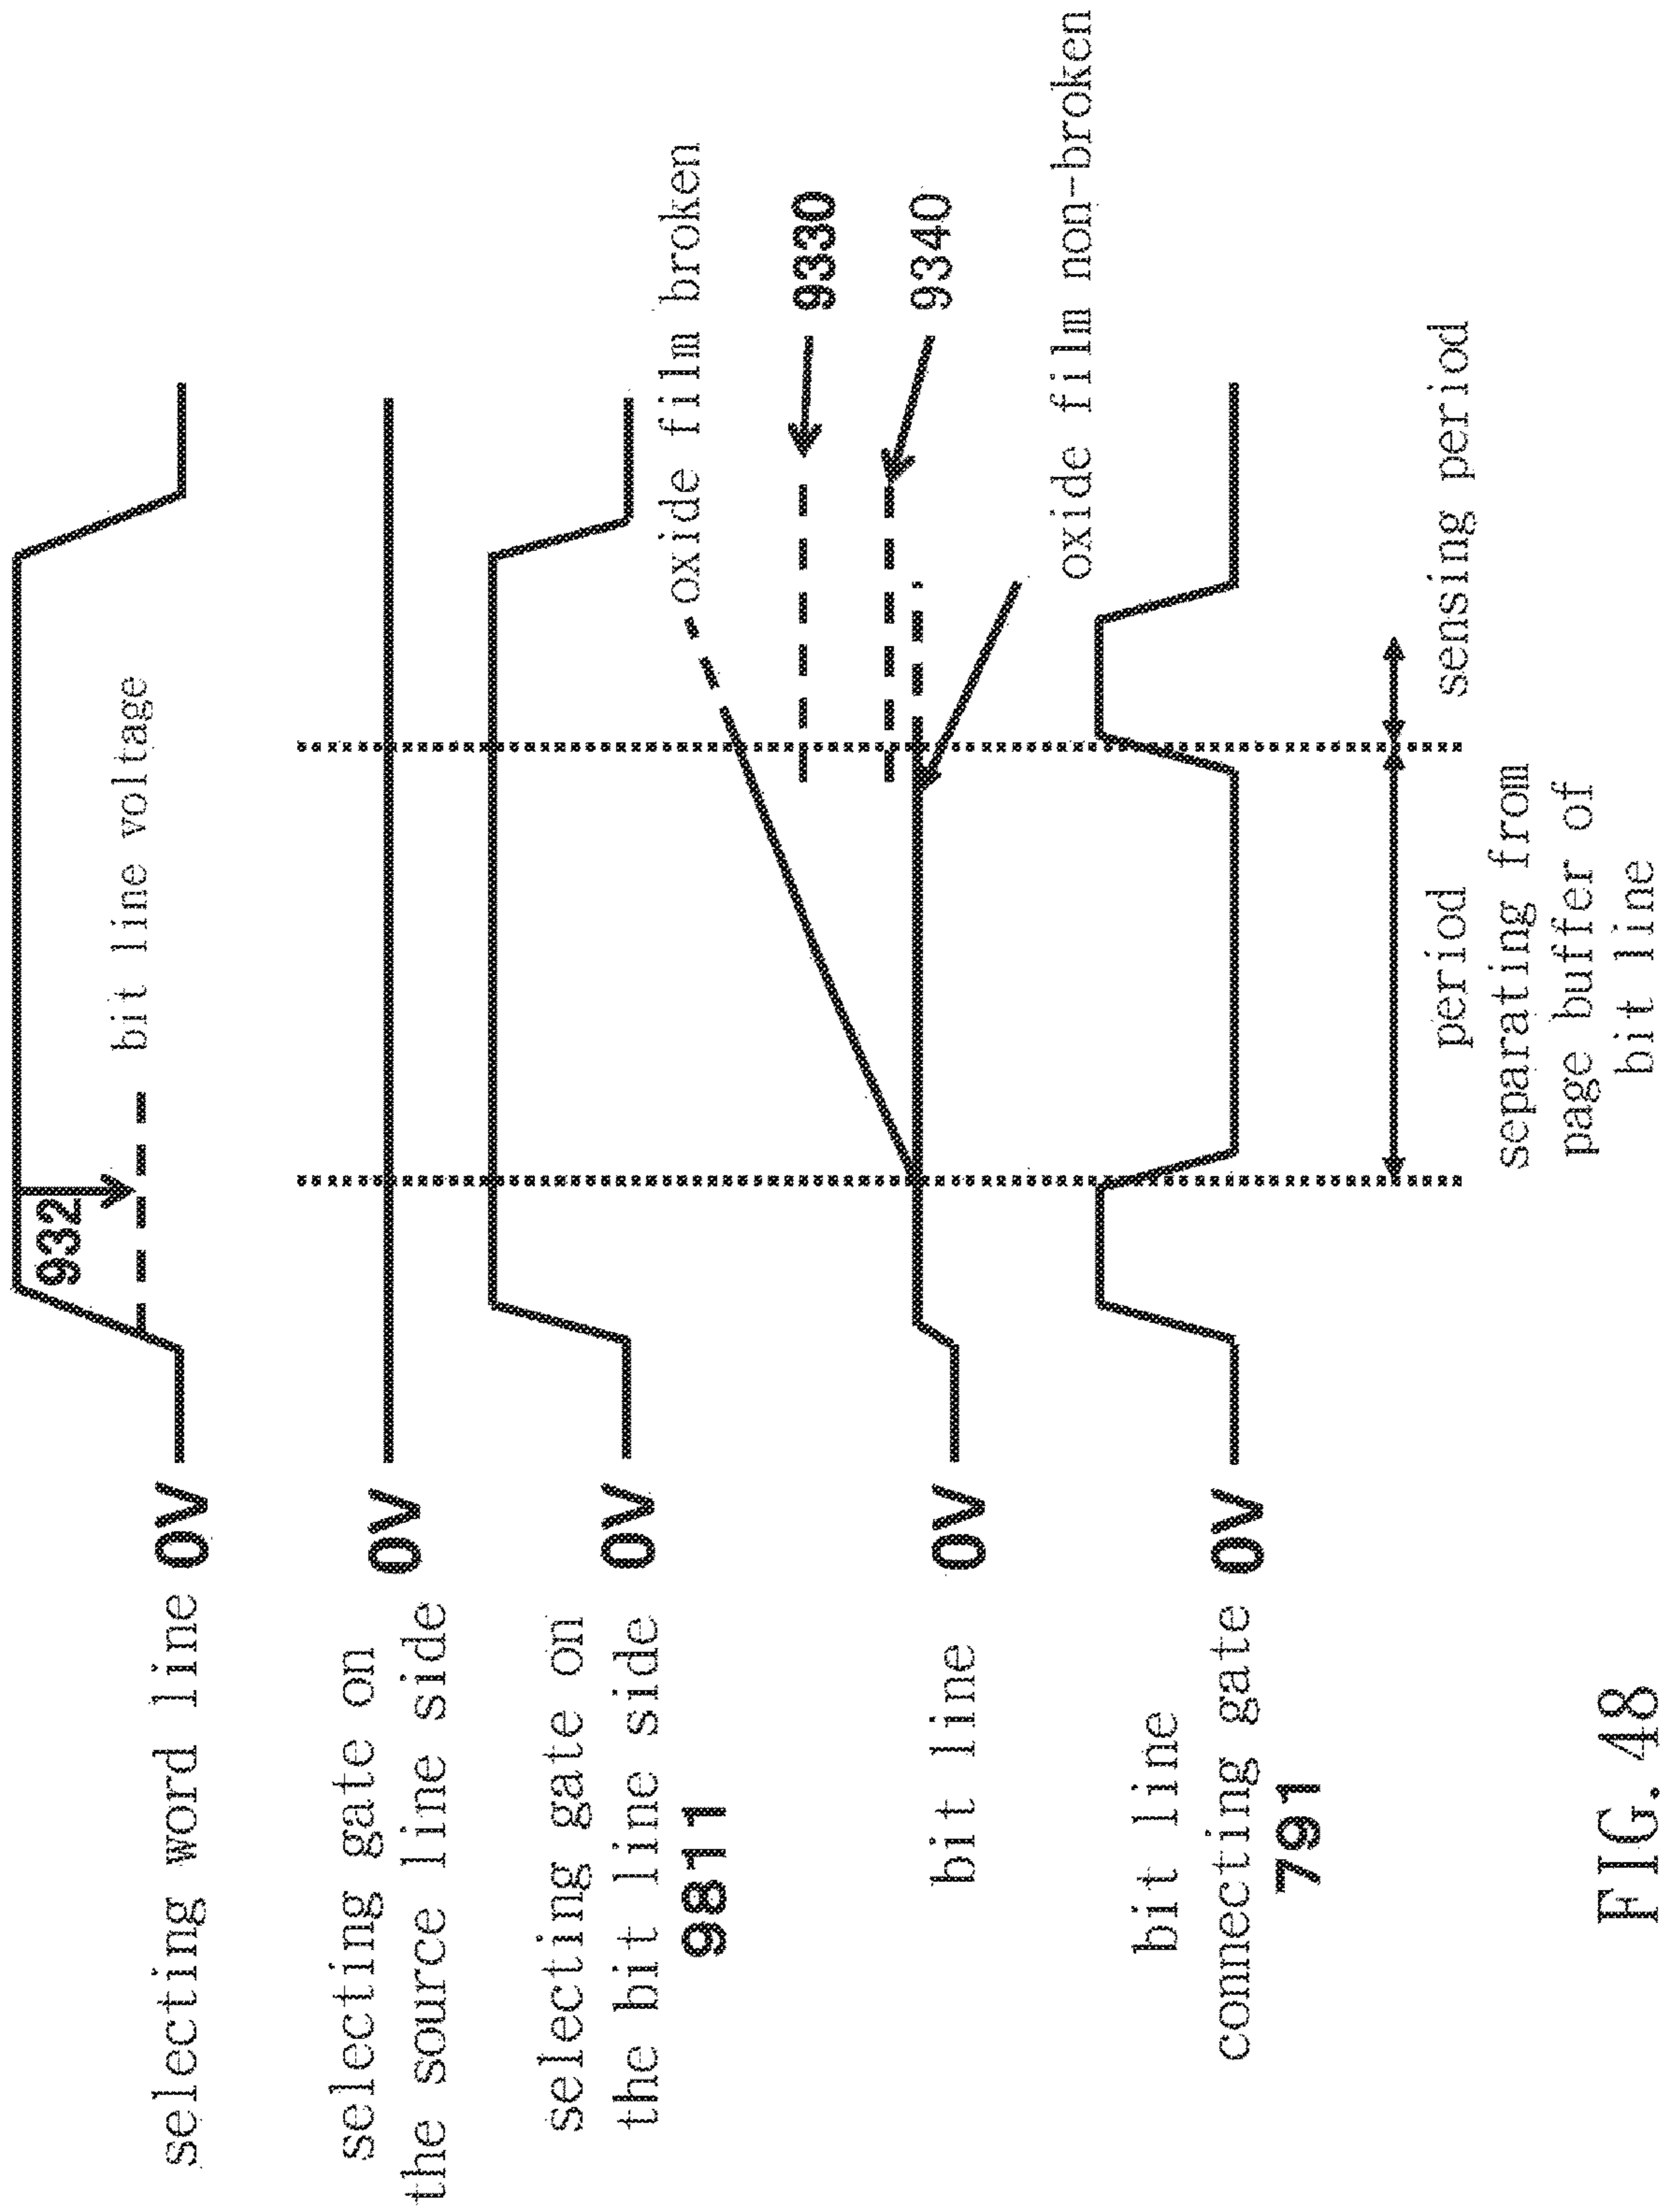 932
bit line voltage
selecting word line 0V
selecting gate on
the source line side
0V
selecting gate on
the bit line side
9811
0V
oxide film broken
9330
9340
oxide film non-broken
bit line 0V
bit line
connecting gate
791
0V
period
separating from
page buffer of
bit line
sensing period
FIG. 48